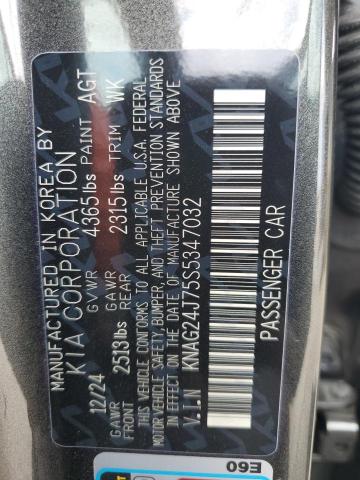 MANUFACTURED IN KOREA BY
KIA CORPORATION
12/24 GVWR 4365lbs PAINT AGT
GAWR FRONT 2513lbs GAWR REAR 2315lbs TRIM WK
THIS VEHICLE CONFORMS TO ALL APPLICABLE U.S.A. FEDERAL
MOTOR VEHICLE SAFETY,BUMPER, AND THEFT PREVENTION STANDARDS
IN EFFECT ON THE DATE OF MANUFACTURE SHOWN ABOVE
V.I.N KNAG24J75S5347032
PASSENGER CAR
E60